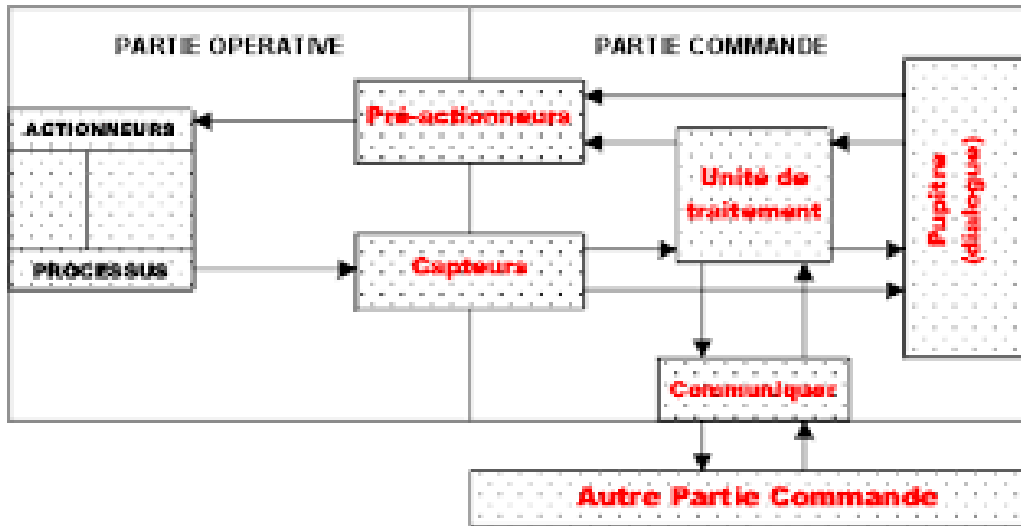 PARTIE OPERATIVE
PARTIE COMMANDE
Pré-actionneurs
ACTIONNEURS
Unité de
traitement
Pupitre
(dialogue)
Capteurs
PROCESSUS
Communiquer
Autre Partie Commande